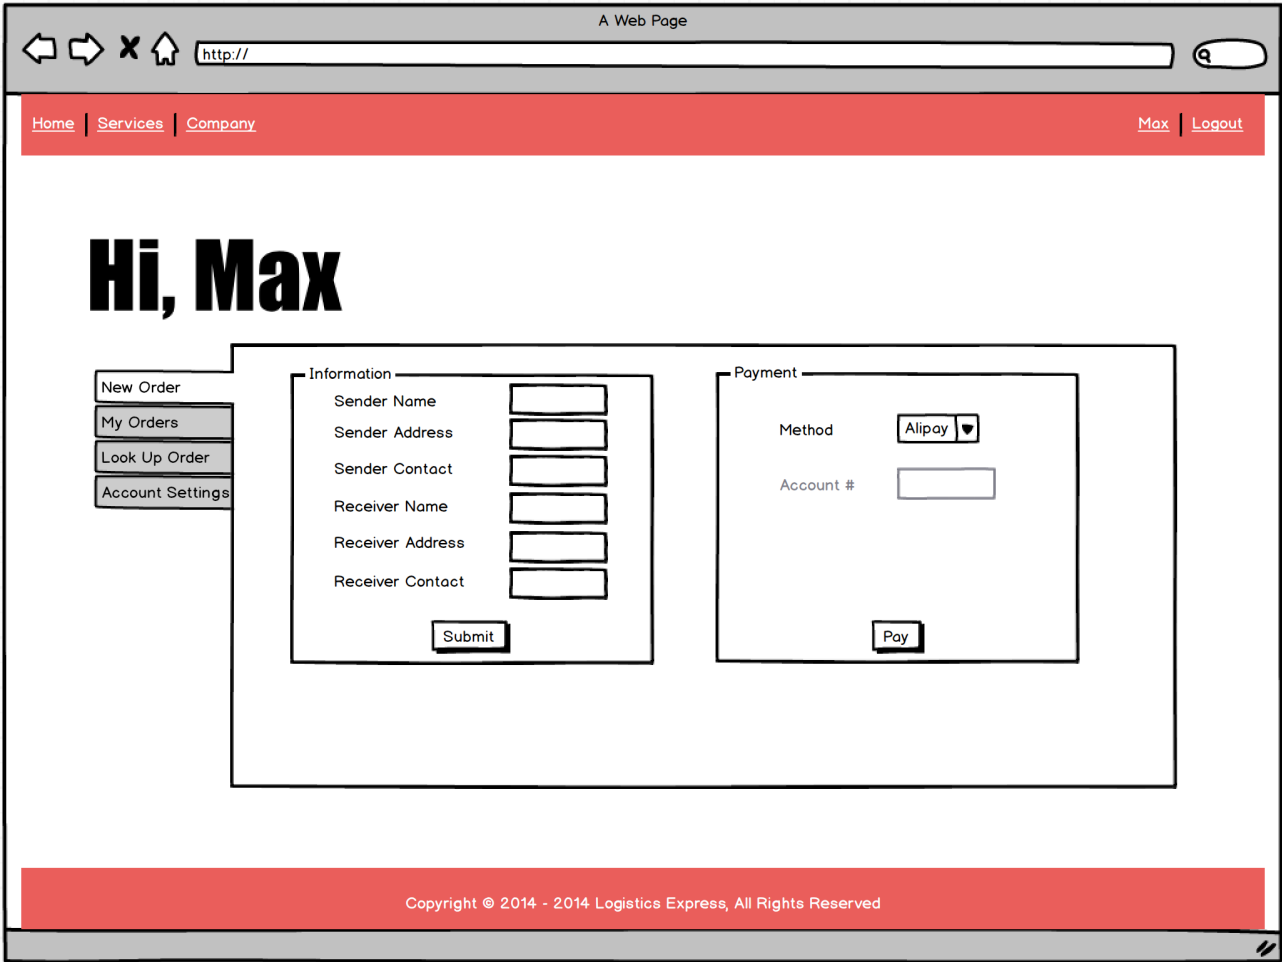 A Web Page
http://
Home Services Company Max Logout
Hi, Max
New Order
My Orders
Look Up Order
Account Settings
Information
Sender Name
Sender Address
Sender Contact
Receiver Name
Receiver Address
Receiver Contact
Submit
Payment
Method Alipay
Account #
Pay
Copyright © 2014 - 2014 Logistics Express, All Rights Reserved